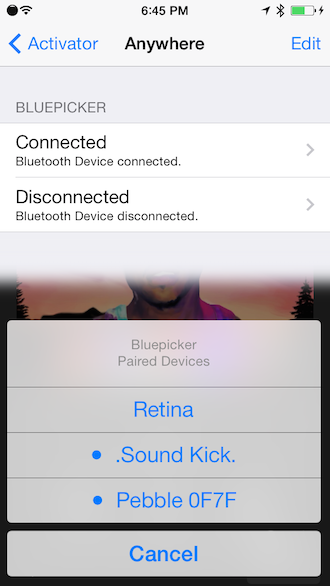 6:45 PM
Activator Anywhere Edit
BLUEPICKER
Connected
Bluetooth Device connected.
Disconnected
Bluetooth Device disconnected.
Bluepicker
Paired Devices
Retina
• .Sound Kick.
• Pebble 0F7F
Cancel